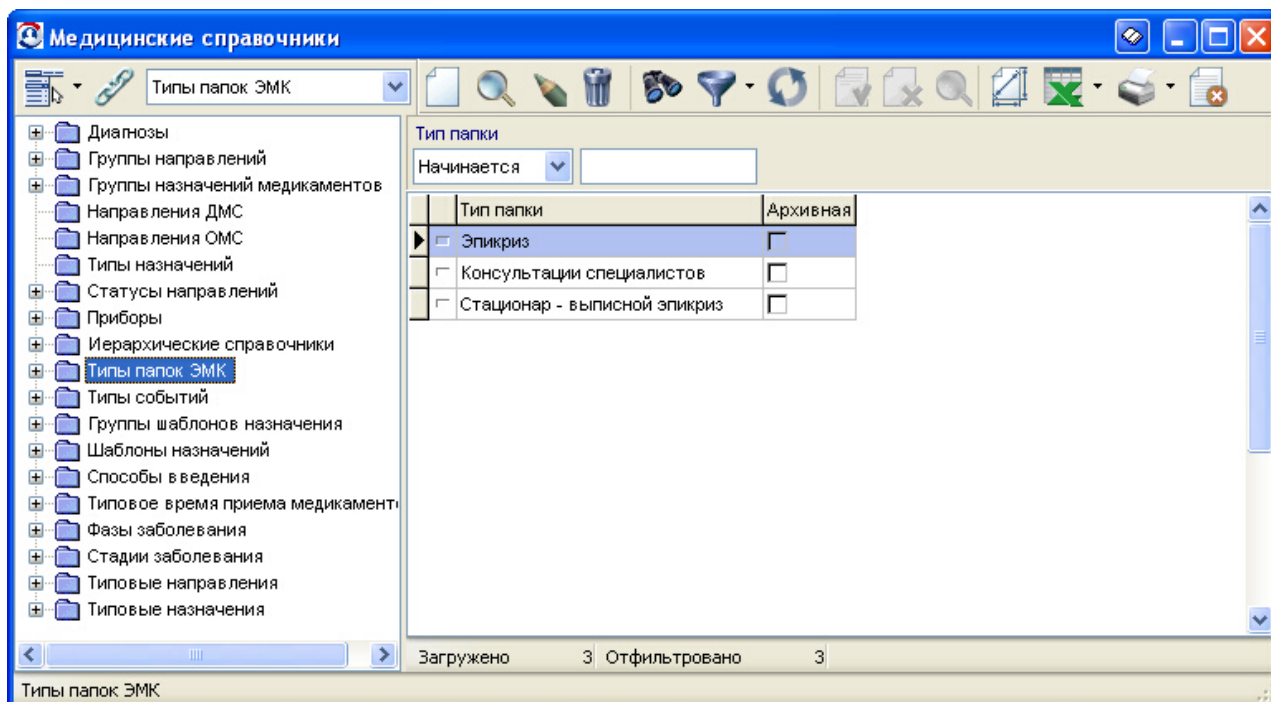 Медицинские справочники
Типы папок ЭМК
Диагнозы
Группы направлений
Группы назначений медикаментов
Направления ДМС
Направления ОМС
Типы назначений
Статусы направлений
Приборы
Иерархические справочники
Типы папок ЭМК
Типы событий
Группы шаблонов назначения
Шаблоны назначений
Способы введения
Типовое время приема медикаменто
Фазы заболевания
Стадии заболевания
Типовые направления
Типовые назначения
Тип папки
Начинается
Тип папки Архивная
Эпикриз
Консультации специалистов
Стационар - выписной эпикриз
Загружено 3 Отфильтровано 3
Типы папок ЭМК